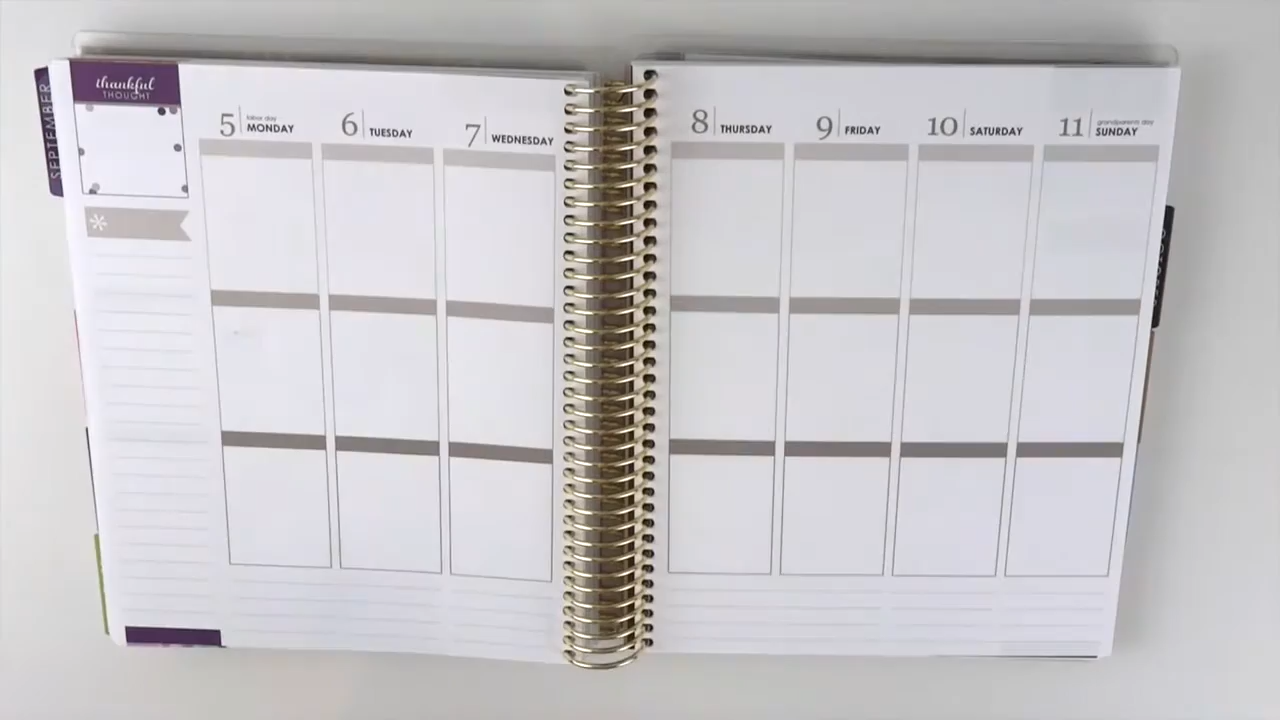 SEPTEMBER
thankful
THOUGHT
5 labor day MONDAY
6 TUESDAY
7 WEDNESDAY
8 THURSDAY
9 FRIDAY
10 SATURDAY
11 grandparents day SUNDAY